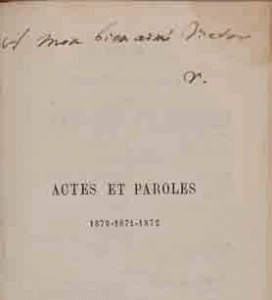 A mon bien aimé Victor
V.
ACTES ET PAROLES
1870-1871-1872